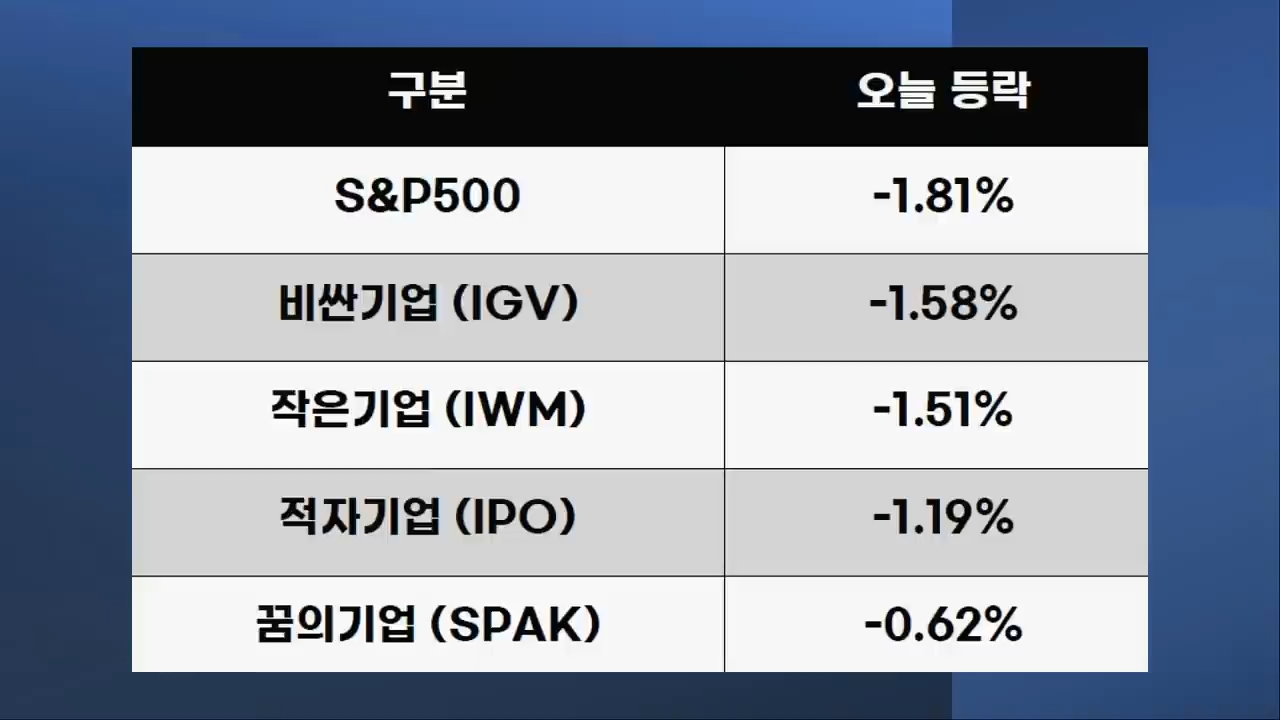 구분 오늘 등락
S&P500 -1.81%
비싼기업 (IGV) -1.58%
작은기업 (IWM) -1.51%
적자기업 (IPO) -1.19%
꿈의기업 (SPAK) -0.62%